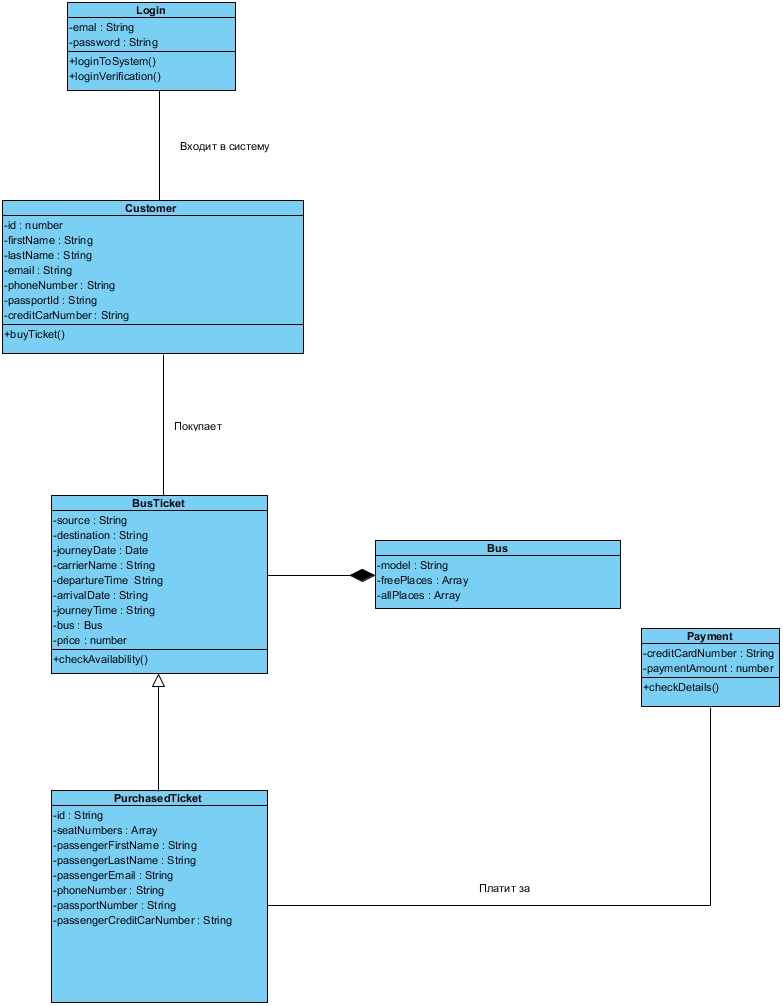 Login
-emal : String
-password : String
+loginToSystem()
+loginVerification()
Входит в систему
Customer
-id : number
-firstName : String
-lastName : String
-email : String
-phoneNumber : String
-passportId : String
-creditCarNumber : String
+buyTicket()
Покупает
BusTicket
-source : String
-destination : String
-journeyDate : Date
-carrierName : String
-departureTime  String
-arrivalDate : String
-journeyTime : String
-bus : Bus
-price : number
+checkAvailability()
Bus
-model : String
-freePlaces : Array
-allPlaces : Array
Payment
-creditCardNumber : String
-paymentAmount : number
+checkDetails()
PurchasedTicket
-id : String
-seatNumbers : Array
-passengerFirstName : String
-passengerLastName : String
-passengerEmail : String
-phoneNumber : String
-passportNumber : String
-passengerCreditCarNumber : String
Платит за